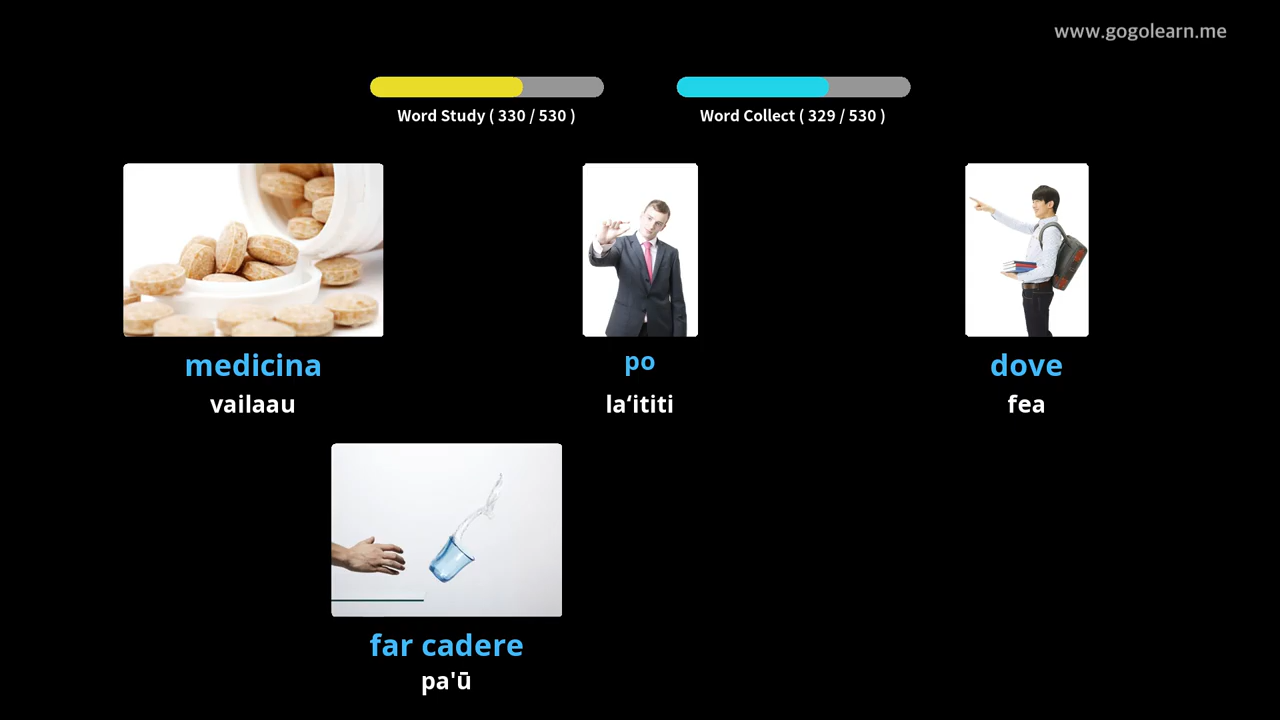 www.gogolearn.me
Word Study ( 330 / 530 )
Word Collect ( 329 / 530 )
medicina
vailaau
po
la‘ititi
dove
fea
far cadere
pa'ū